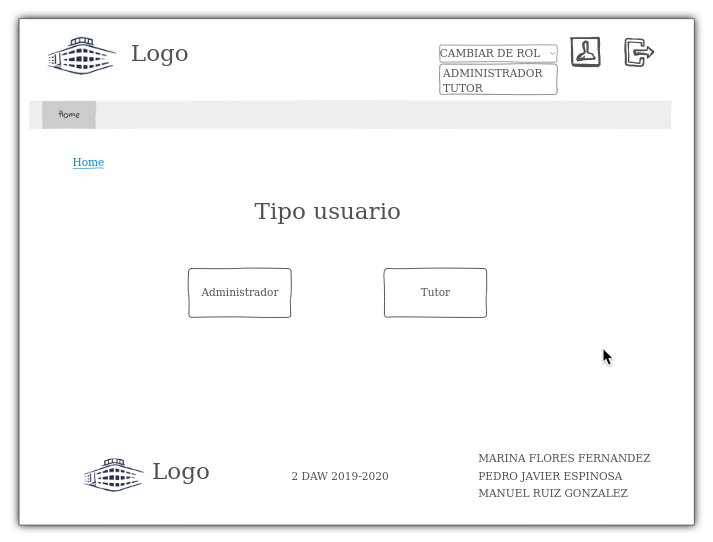 Logo
CAMBIAR DE ROL
ADMINISTRADOR
TUTOR
Home
Home
Tipo usuario
Administrador
Tutor
Logo
2 DAW 2019-2020
MARINA FLORES FERNANDEZ
PEDRO JAVIER ESPINOSA
MANUEL RUIZ GONZALEZ